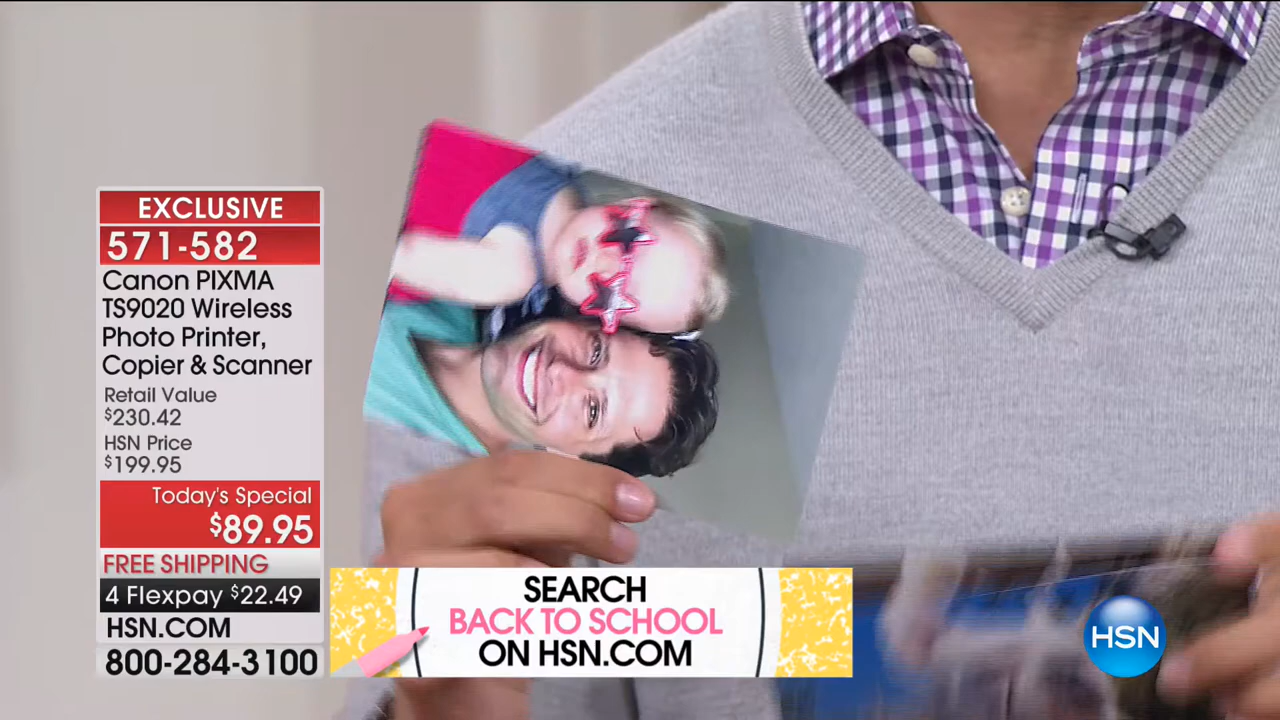 EXCLUSIVE
571-582
Canon PIXMA
TS9020 Wireless
Photo Printer,
Copier & Scanner
Retail Value
$230.42
HSN Price
$199.95
Today's Special
$89.95
FREE SHIPPING
4 Flexpay $22.49
HSN.COM
800-284-3100
SEARCH
BACK TO SCHOOL
ON HSN.COM
HSN